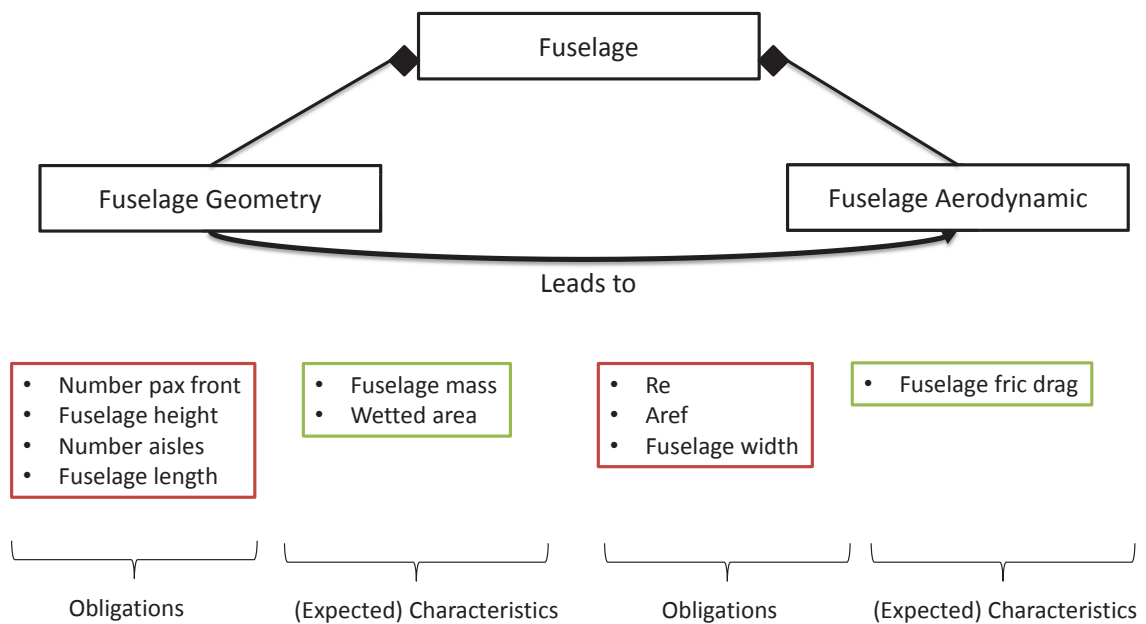 Fuselage
Fuselage Geometry
Fuselage Aerodynamic
Leads to
• Number pax front
• Fuselage height
• Number aisles
• Fuselage length
• Fuselage mass
• Wetted area
• Re
• Aref
• Fuselage width
• Fuselage fric drag
Obligations
(Expected) Characteristics
Obligations
(Expected) Characteristics